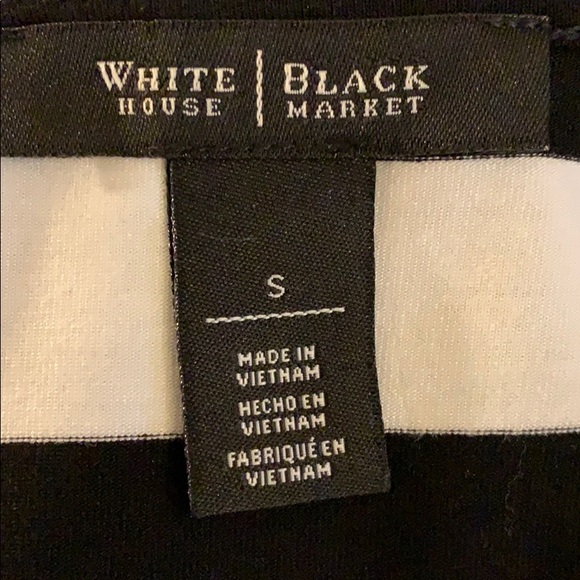 WHITE HOUSE | BLACK MARKET
S
MADE IN
VIETNAM
HECHO EN
VIETNAM
FABRIQUÉ EN
VIETNAM